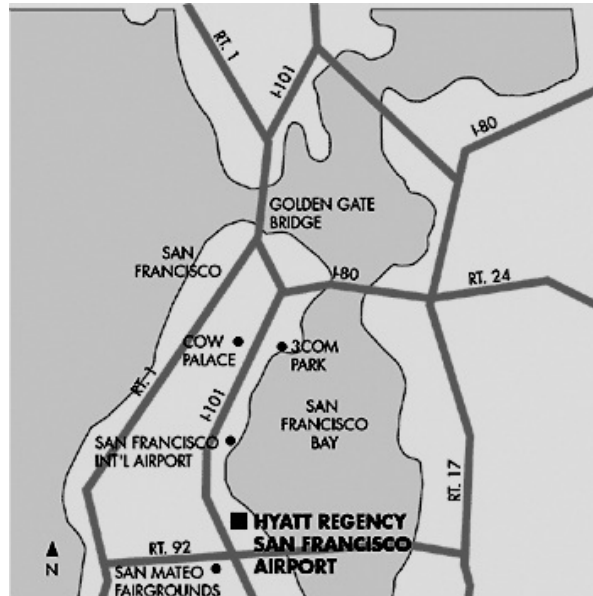 RT. 1
I-101
I-80
GOLDEN GATE
BRIDGE
SAN
FRANCISCO
I-80
RT. 24
COW
PALACE
3COM
PARK
RT. 1
I-101
SAN
FRANCISCO
BAY
SAN FRANCISCO
INT'L AIRPORT
RT. 17
HYATT REGENCY
SAN FRANCISCO
AIRPORT
RT. 92
N
SAN MATEO
FAIRGROUNDS